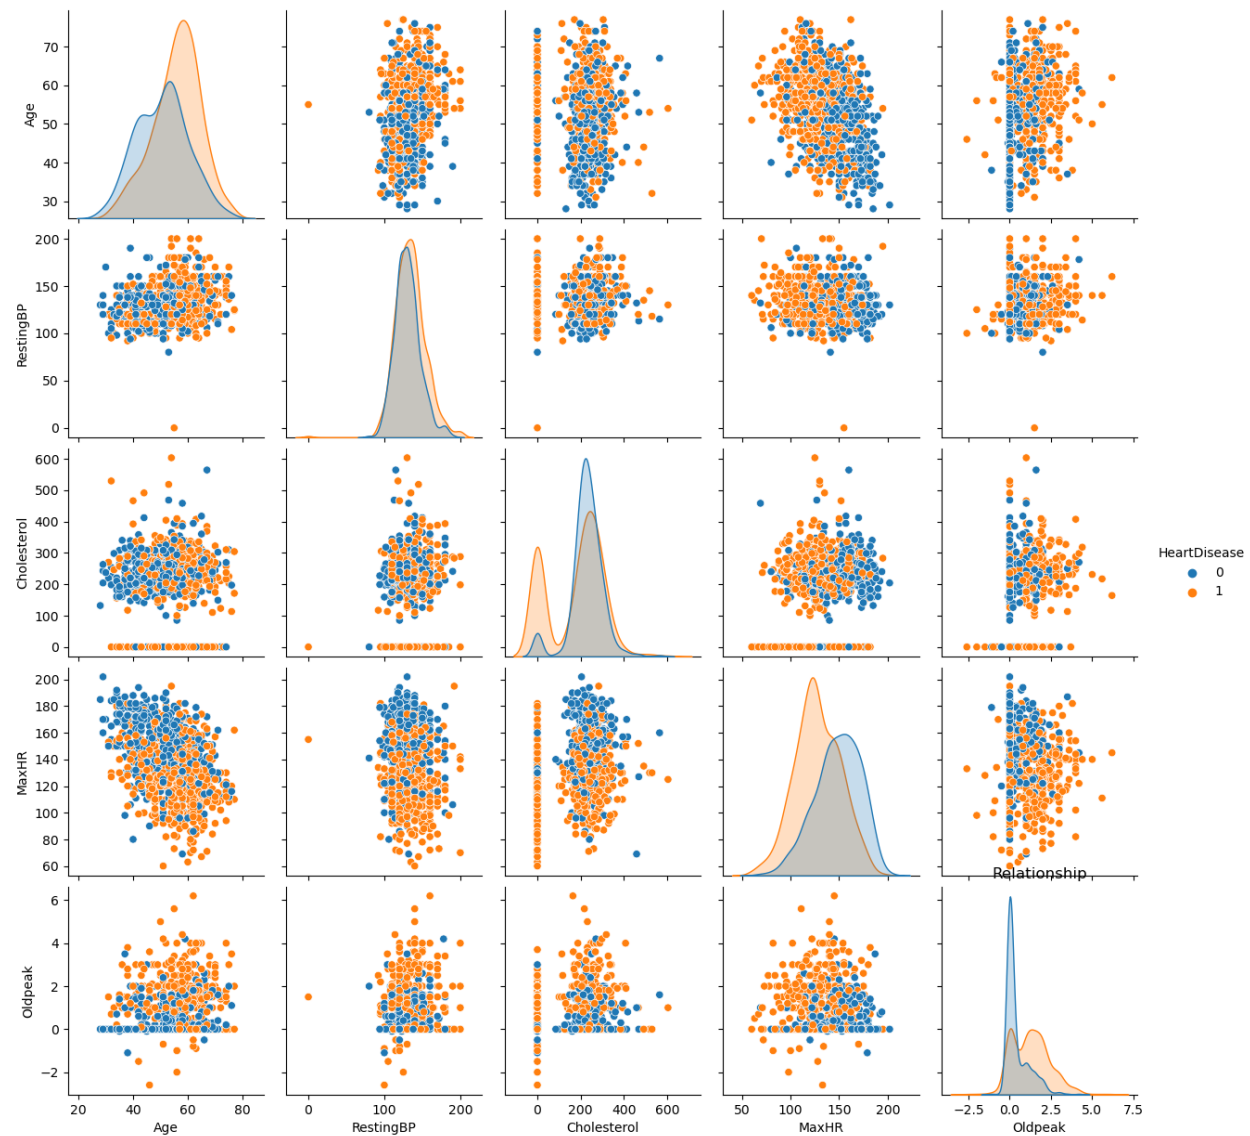 70
60
50
40
30
Age
200
150
100
50
0
RestingBP
600
500
400
300
200
100
0
Cholesterol
HeartDisease
0
1
200
180
160
140
120
100
80
60
MaxHR
Relationship
6
4
2
0
−2
Oldpeak
20 40 60 80
0 100 200
0 200 400 600
50 100 150 200
−2.5 0.0 2.5 5.0 7.5
Age RestingBP Cholesterol MaxHR Oldpeak